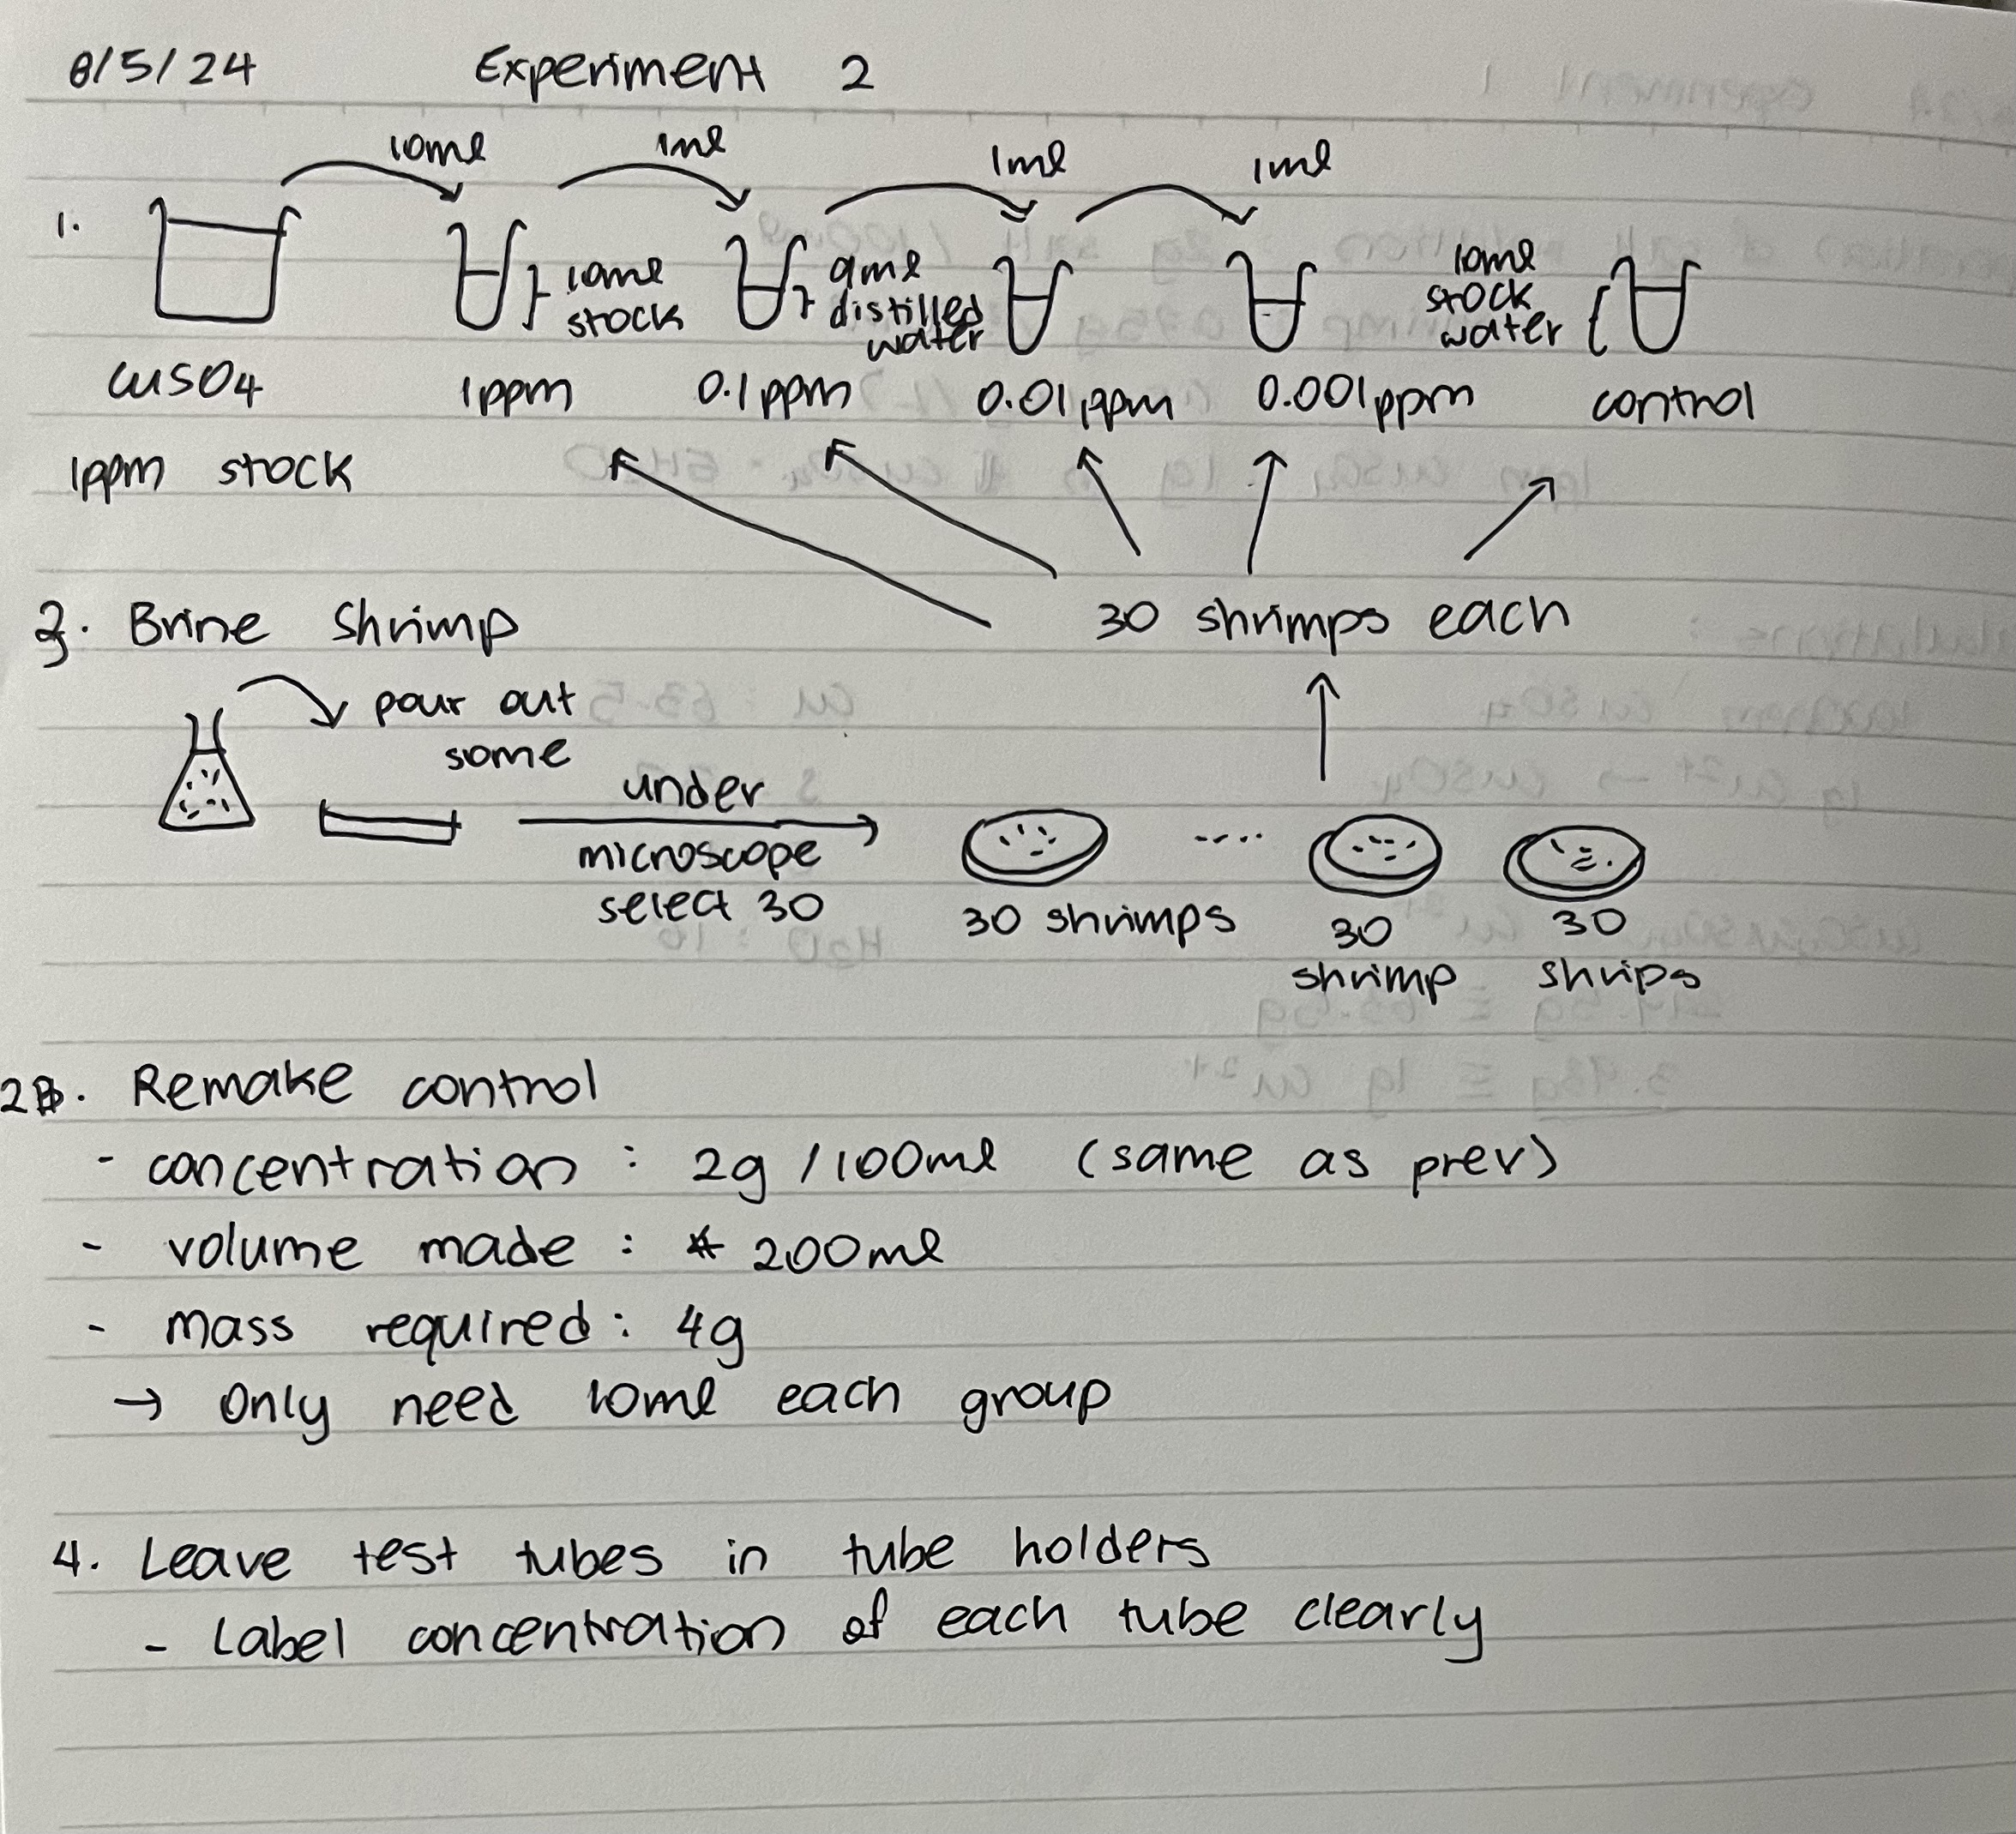 8/5/24 Experiment 2
10ml 1ml 1ml 1ml
1.
10ml stock
9ml distilled water
10ml stock water
CuSO4 1ppm 0.1ppm 0.01ppm 0.001ppm control
1ppm stock
3. Brine Shrimp 30 shrimps each
pour out
some
under
microscope
select 30
30 shrimps
30 shrimp
30 shrips
2. Remake control
- concentration : 2g /100ml (same as prev)
- volume made : 200ml
- mass required : 4g
→ Only need 10ml each group
4. Leave test tubes in tube holders
- Label concentration of each tube clearly